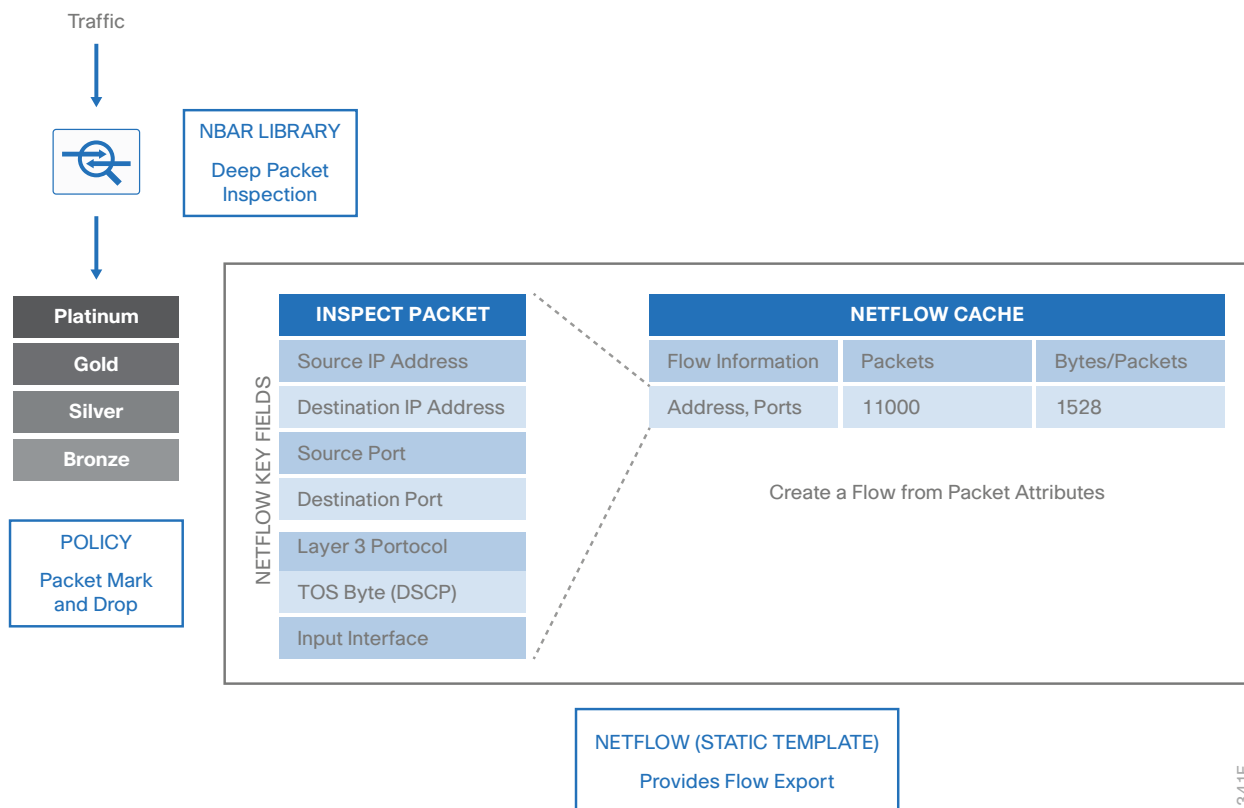 Traffic
NBAR LIBRARY
Deep Packet
Inspection
Platinum
Gold
Silver
Bronze
POLICY
Packet Mark
and Drop
NETFLOW KEY FIELDS
INSPECT PACKET
Source IP Address
Destination IP Address
Source Port
Destination Port
Layer 3 Portocol
TOS Byte (DSCP)
Input Interface
NETFLOW CACHE
Flow Information Packets Bytes/Packets
Address, Ports 11000 1528
Create a Flow from Packet Attributes
NETFLOW (STATIC TEMPLATE)
Provides Flow Export